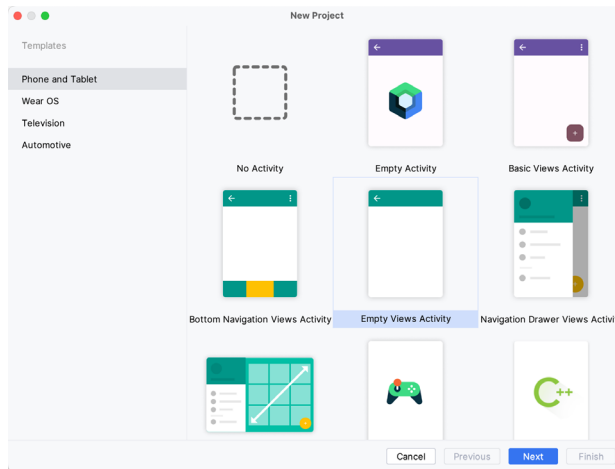 New Project
Templates
Phone and Tablet
Wear OS
Television
Automotive
No Activity
Empty Activity
Basic Views Activity
Bottom Navigation Views Activity
Empty Views Activity
Navigation Drawer Views Activi
++
Cancel
Previous
Next
Finish